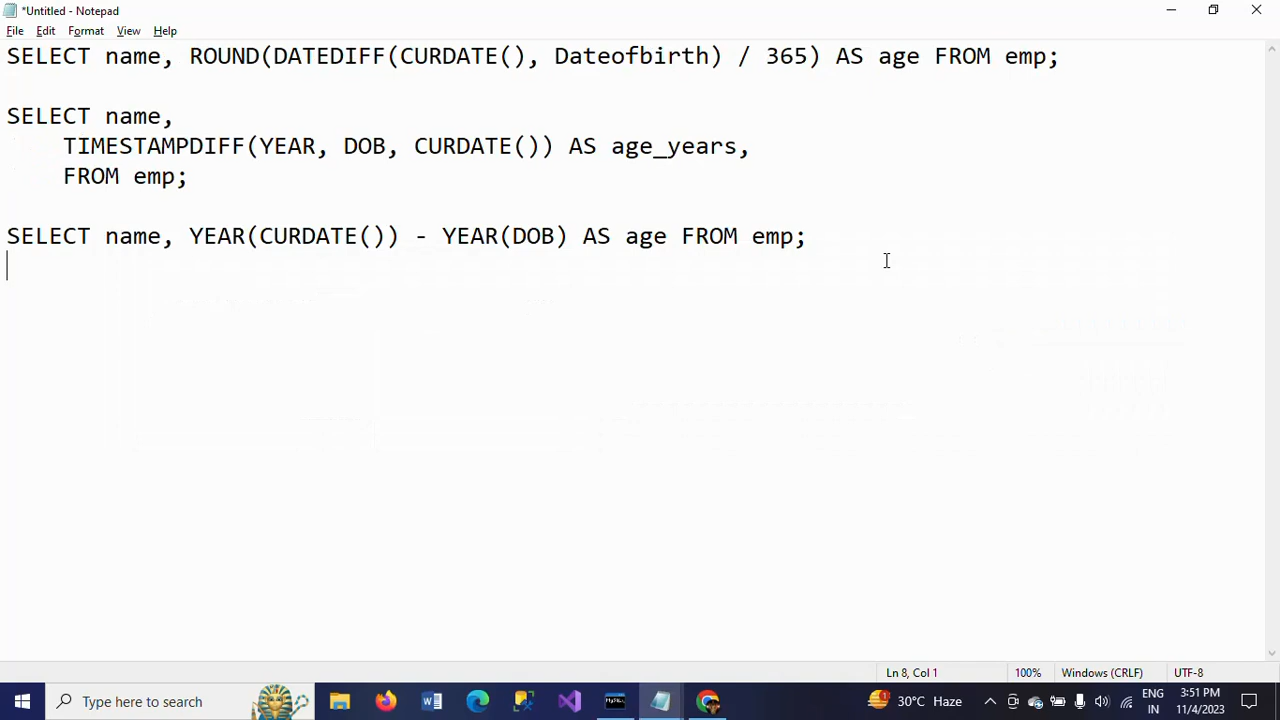 *Untitled - Notepad
File Edit Format View Help
SELECT name, ROUND(DATEDIFF(CURDATE(), Dateofbirth) / 365) AS age FROM emp;
SELECT name,
TIMESTAMPDIFF(YEAR, DOB, CURDATE()) AS age_years,
FROM emp;
SELECT name, YEAR(CURDATE()) - YEAR(DOB) AS age FROM emp;
Ln 8, Col 1 100% Windows (CRLF) UTF-8
Type here to search 1 30°C Haze ENG 3:51 PM
IN 11/4/2023